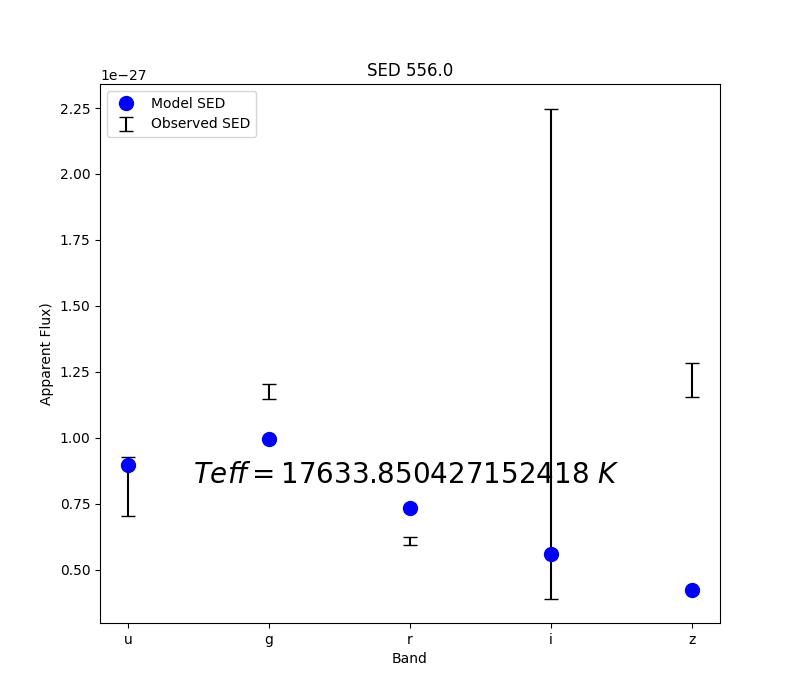 SED 556.0
1e−27
Model SED
Observed SED
2.25
2.00
1.75
1.50
1.25
1.00
0.75
0.50
Apparent Flux)
Teff = 17633.850427152418 K
u g r i z
Band